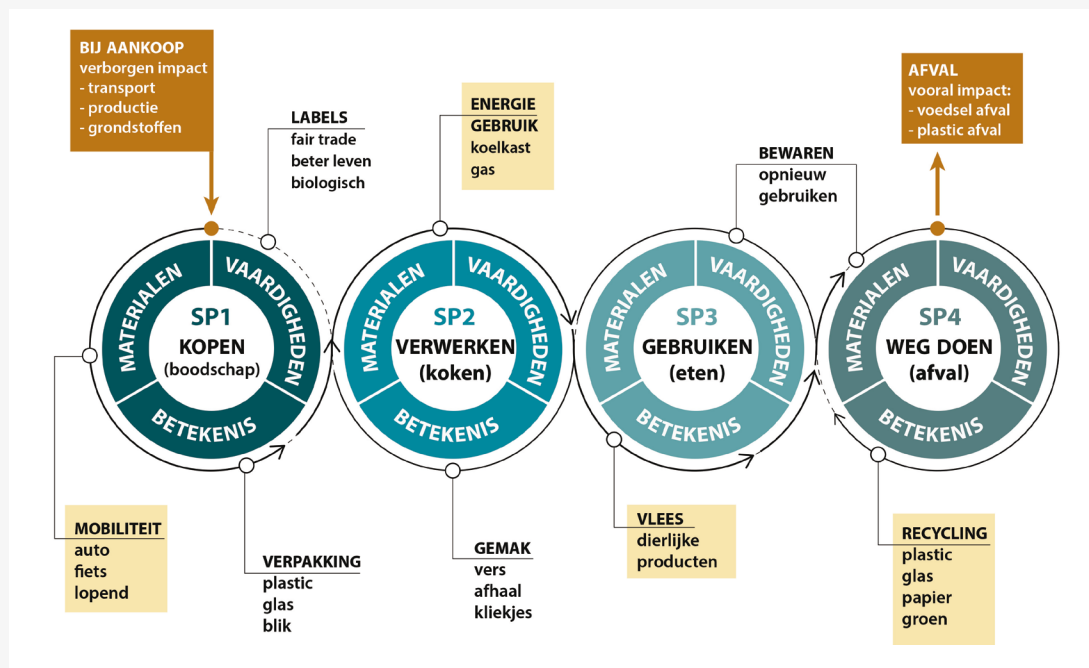 BIJ AANKOOP
verborgen impact
- transport
- productie
- grondstoffen
LABELS
fair trade
beter leven
biologisch
ENERGIE
GEBRUIK
koelkast
gas
BEWAREN
opnieuw
gebruiken
AFVAL
vooral impact:
- voedsel afval
- plastic afval
MATERIALEN
VAARDIGHEDEN
BETEKENIS
SP1
KOPEN
(boodschap)
MATERIALEN
VAARDIGHEDEN
BETEKENIS
SP2
VERWERKEN
(koken)
MATERIALEN
VAARDIGHEDEN
BETEKENIS
SP3
GEBRUIKEN
(eten)
MATERIALEN
VAARDIGHEDEN
BETEKENIS
SP4
WEG DOEN
(afval)
MOBILITEIT
auto
fiets
lopend
VERPAKKING
plastic
glas
blik
GEMAK
vers
afhaal
kliekjes
VLEES
dierlijke
producten
RECYCLING
plastic
glas
papier
groen